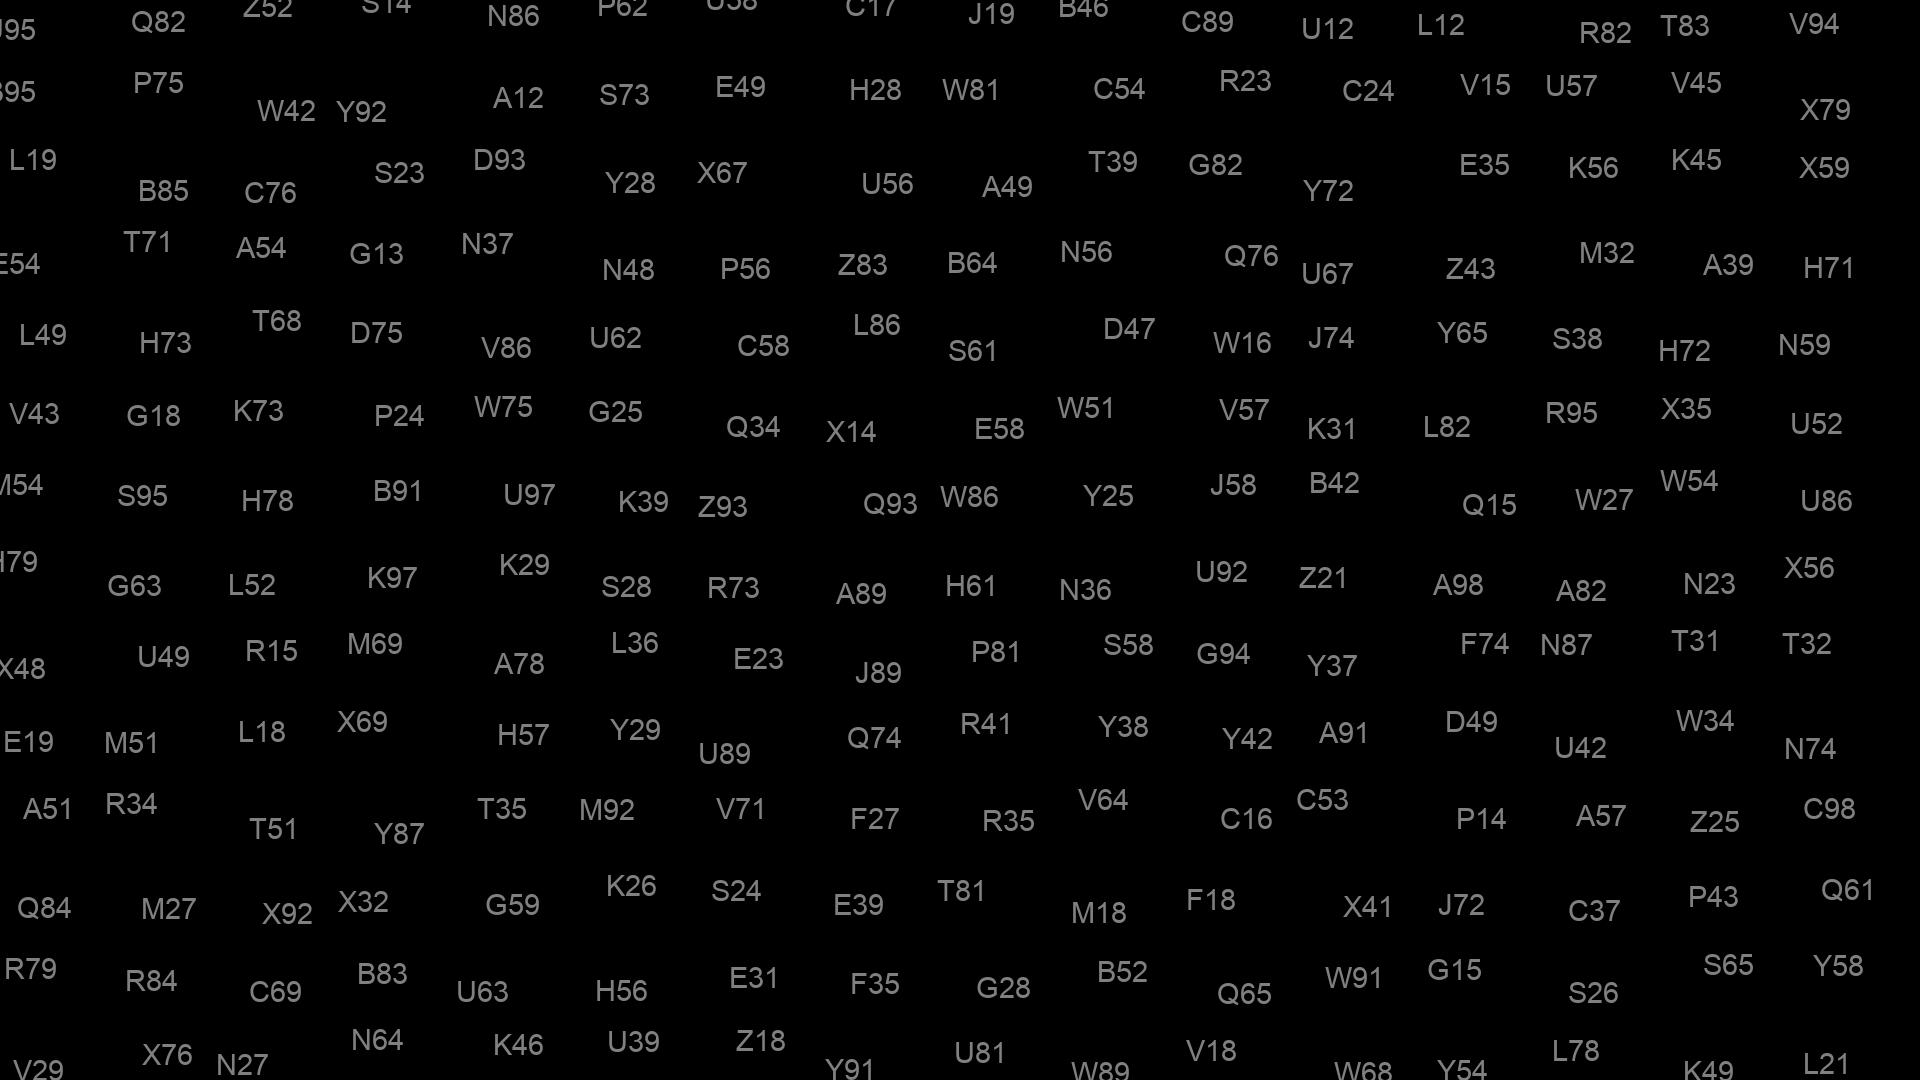 Q82 Z52 S14 N86 P62 U58 C17 J19 B46 C89 U12 L12 R82 T83 V94
P75 W42 Y92 A12 S73 E49 H28 W81 C54 R23 C24 V15 U57 V45 X79
L19 B85 C76 S23 D93 Y28 X67 U56 A49 T39 G82 Y72 E35 K56 K45 X59
E54 T71 A54 G13 N37 N48 P56 Z83 B64 N56 Q76 U67 Z43 M32 A39 H71
L49 H73 T68 D75 V86 U62 C58 L86 S61 D47 W16 J74 Y65 S38 H72 N59
V43 G18 K73 P24 W75 G25 Q34 X14 E58 W51 V57 K31 L82 R95 X35 U52
M54 S95 H78 B91 U97 K39 Z93 Q93 W86 Y25 J58 B42 Q15 W27 W54 U86
H79 G63 L52 K97 K29 S28 R73 A89 H61 N36 U92 Z21 A98 A82 N23 X56
X48 U49 R15 M69 A78 L36 E23 J89 P81 S58 G94 Y37 F74 N87 T31 T32
E19 M51 L18 X69 H57 Y29 U89 Q74 R41 Y38 Y42 A91 D49 U42 W34 N74
A51 R34 T51 Y87 T35 M92 V71 F27 R35 V64 C16 C53 P14 A57 Z25 C98
Q84 M27 X92 X32 G59 K26 S24 E39 T81 M18 F18 X41 J72 C37 P43 Q61
R79 R84 C69 B83 U63 H56 E31 F35 G28 B52 Q65 W91 G15 S26 S65 Y58
V29 X76 N27 N64 K46 U39 Z18 Y91 U81 W89 V18 W68 Y54 L78 K49 L21